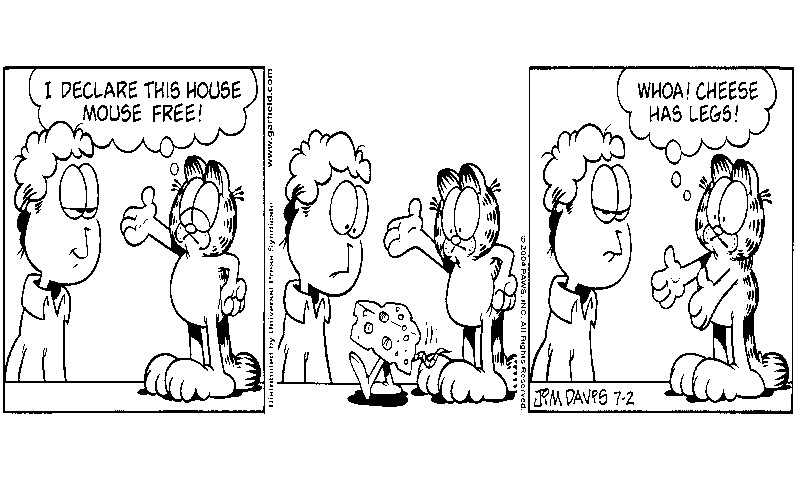 I DECLARE THIS HOUSE
MOUSE FREE!
www.garfield.com
Distributed by Universal Press Syndicate
© 2004 PAWS, INC. All Rights Reserved.
WHOA! CHEESE
HAS LEGS!
JIM DAVIS 7-2